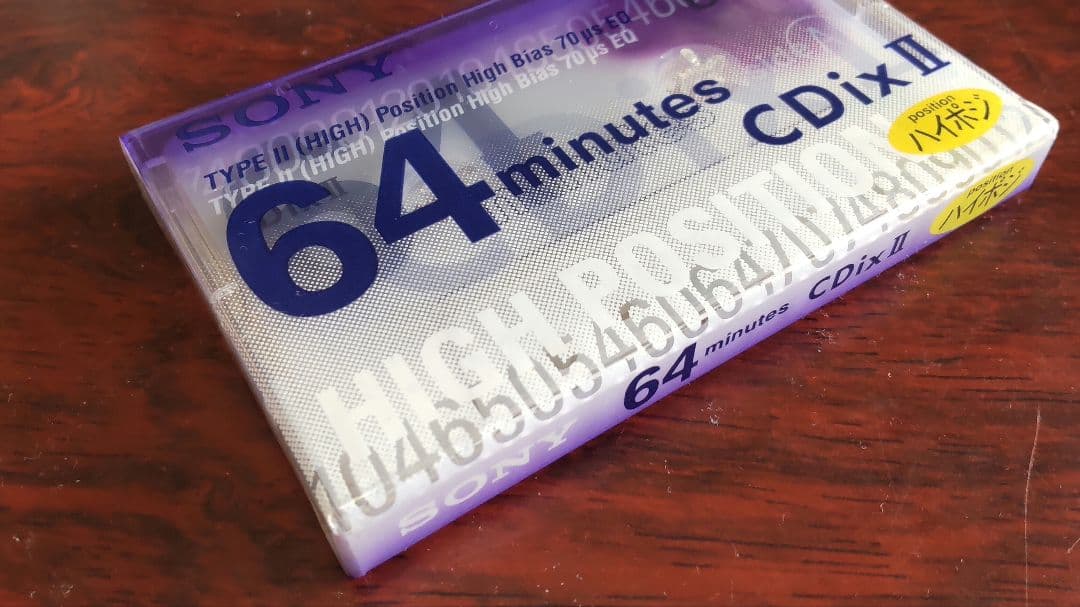 SONY
TYPE II (HIGH) Position High Bias 70 µs EQ
64 minutes
CDix II
position
ハイポジ
HIGH POSITION
SONY
64 minutes CDix II
position
ハイポジ